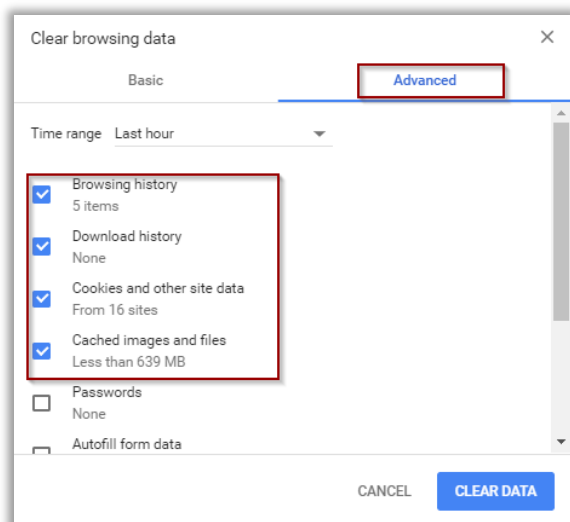 Clear browsing data
Basic
Advanced
Time range Last hour
Browsing history
5 items
Download history
None
Cookies and other site data
From 16 sites
Cached images and files
Less than 639 MB
Passwords
None
Autofill form data
CANCEL CLEAR DATA